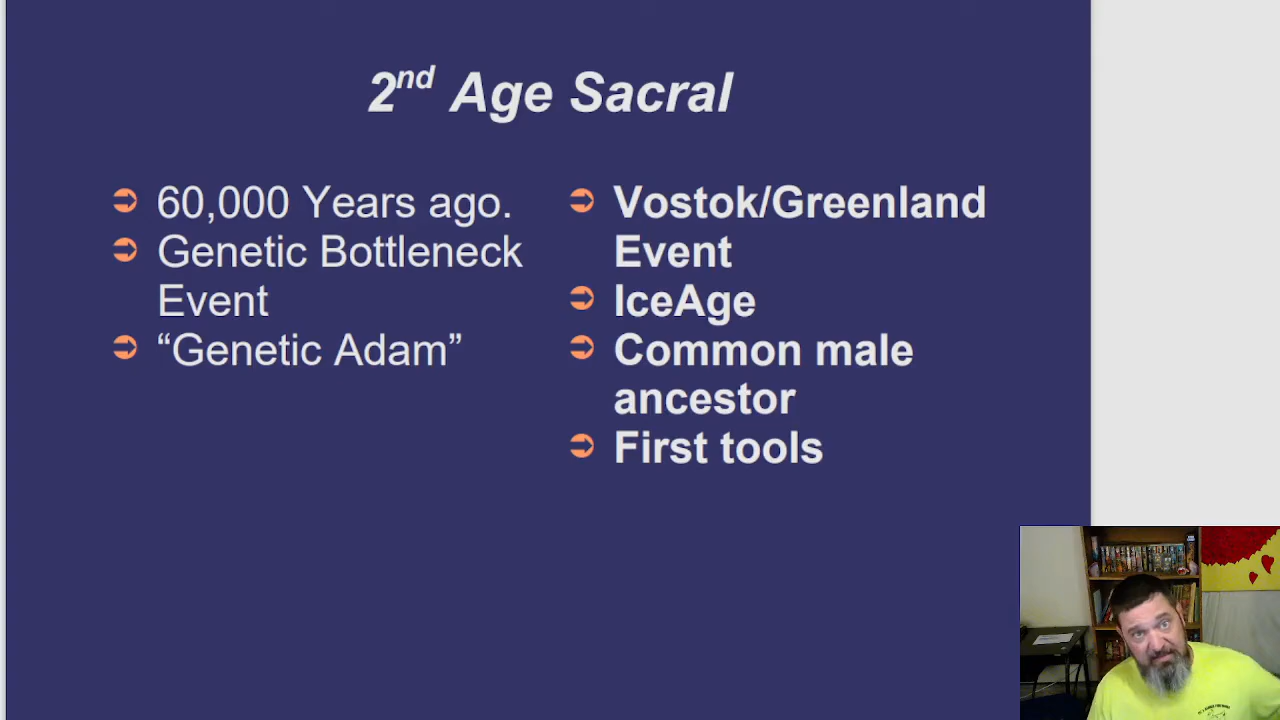 2nd Age Sacral
60,000 Years ago.
Genetic Bottleneck
Event
“Genetic Adam”
Vostok/Greenland
Event
IceAge
Common male
ancestor
First tools